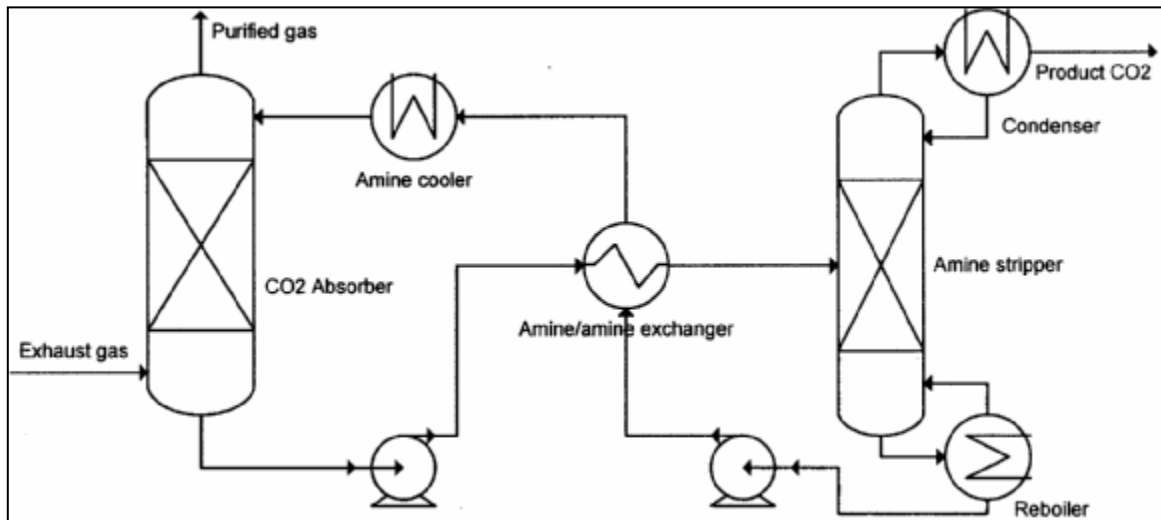 Purified gas
Product CO2
Condenser
Amine cooler
Amine stripper
CO2 Absorber
Amine/amine exchanger
Exhaust gas
Reboiler